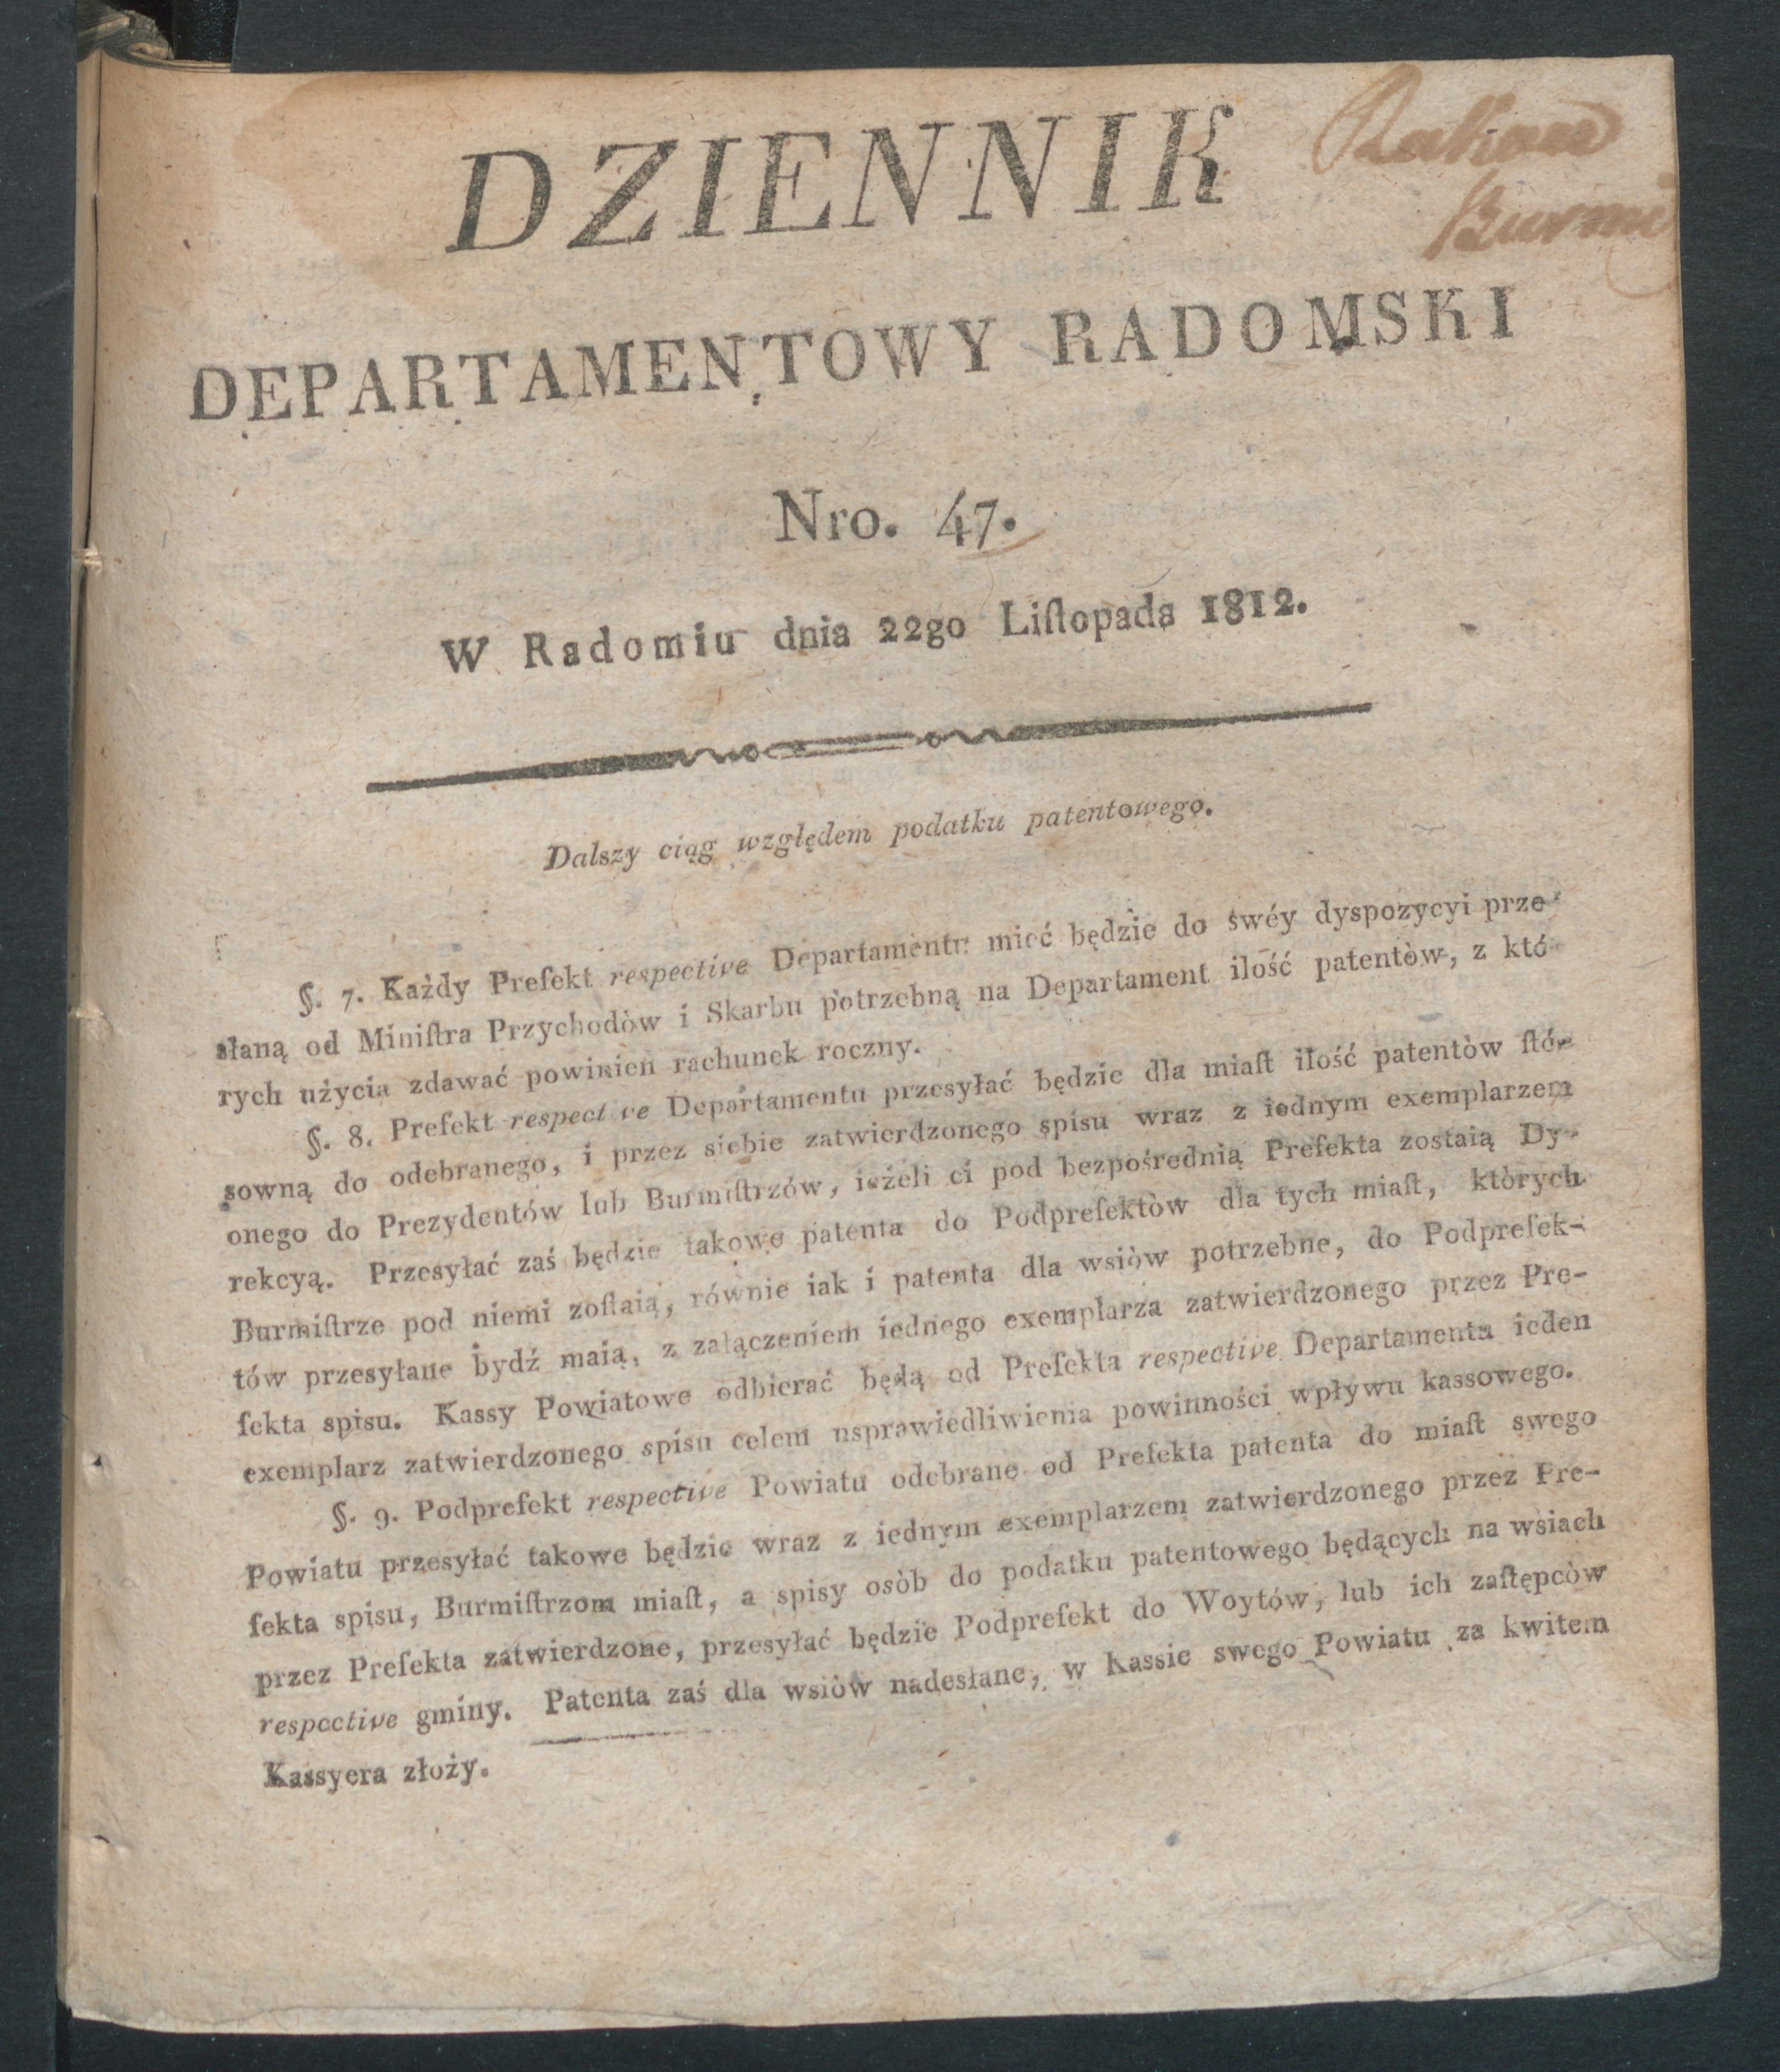 DZIENNIK
DEPARTAMENTOWY RADOMSKI
Nro. 47.
W Radomiu dnia 22go Liſtopada 1812.
Dalszy ciąg względem podatku patentowego.
§. 7. Każdy Prefekt respective Departamentu mieć będzie do swéy dyspozycyi prze-
słaną od Miniſtra Przychodòw i Skarbu potrzebną na Departament ilość patentòw, z któ-
rych użycia zdawać powinien rachunek roczny.
§. 8. Prefekt respective Departamentu przesyłać będzie dla miaſt ilość patentòw ſtó-
sowną do odebranego, i przez siebie zatwierdzonego spisu wraz z iednym exemplarzem
onego do Prezydentów lub Burmiſtrzów, ieżeli ci pod bezpośrednią Prefekta zostaią Dy-
rekcyą. Przesyłać zaś będzie takowe patenta do Podprefektòw dla tych miaſt, których
Burmiſtrze pod niemi zoſtaią, równie iak i patenta dla wsiòw potrzebne, do Podprefek-
tów przesyłane bydź maią, z załączeniem iednego exemplarza zatwierdzonego przez Pre-
fekta spisu. Kassy Powiatowe odbierać będą od Prefekta respective Departamentu ieden
exemplarz zatwierdzonego spisu celem usprawiedliwienia powinności wpływu kassowego.
§. 9. Podprefekt respective Powiatu odebrane od Prefekta patenta do miaſt swego
Powiatu przesyłać takowe będzie wraz z iednym exemplarzem zatwierdzonego przez Pre-
fekta spisu, Burmiſtrzom miaſt, a spisy osòb do podatku patentowego będących na wsiach
przez Prefekta zatwierdzone, przesyłać będzie Podprefekt do Woytów, lub ich zaſtępcòw
respective gminy. Patenta zaś dla wsiòw nadesłane, w Kassie swego Powiatu za kwitem
Kassyera złoży.